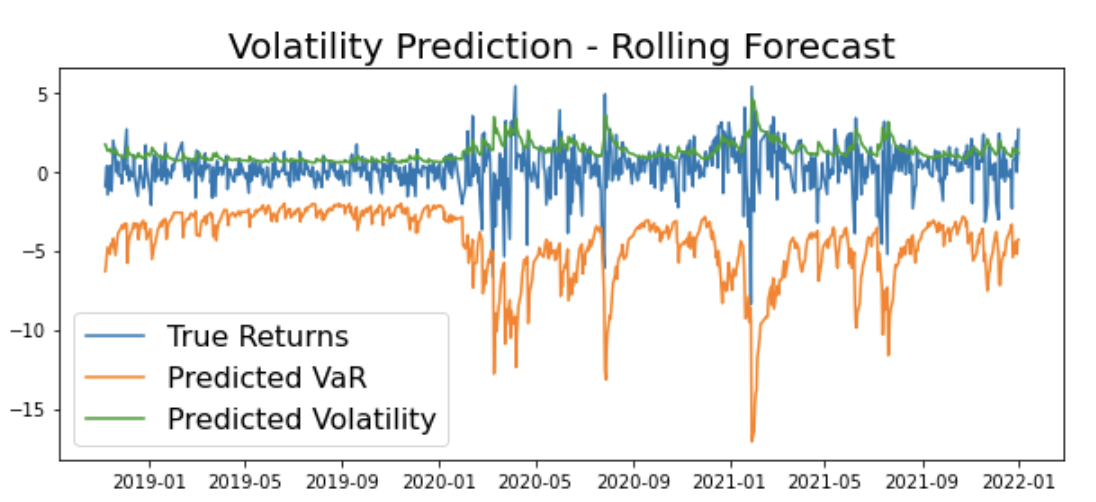 Volatility Prediction - Rolling Forecast
5
0
−5
−10
−15
True Returns
Predicted VaR
Predicted Volatility
2019-01 2019-05 2019-09 2020-01 2020-05 2020-09 2021-01 2021-05 2021-09 2022-01